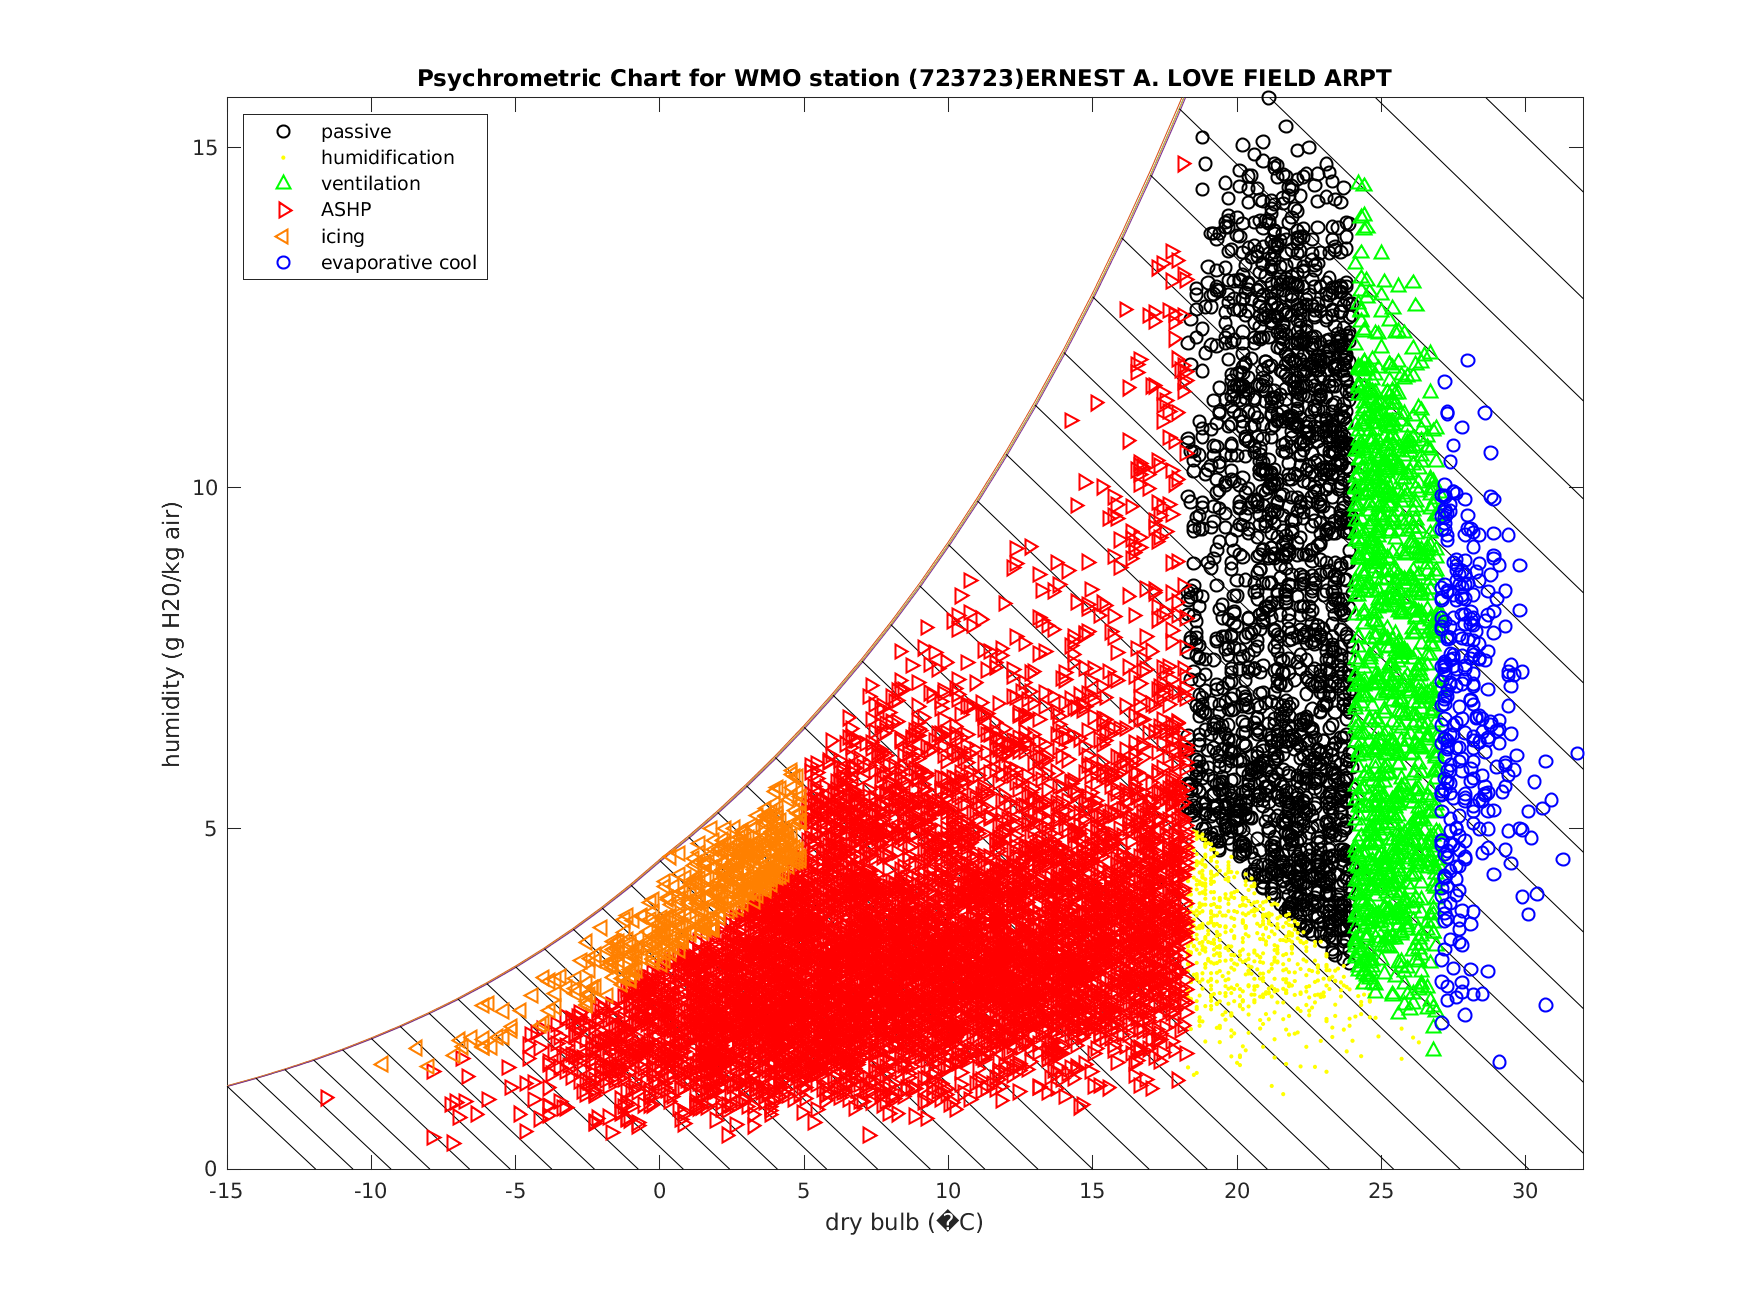 Psychrometric Chart for WMO station (723723)ERNEST A. LOVE FIELD ARPT
passive
humidification
ventilation
ASHP
icing
evaporative cool
humidity (g H20/kg air)
15
10
5
0
-15 -10 -5 0 5 10 15 20 25 30
dry bulb (�C)